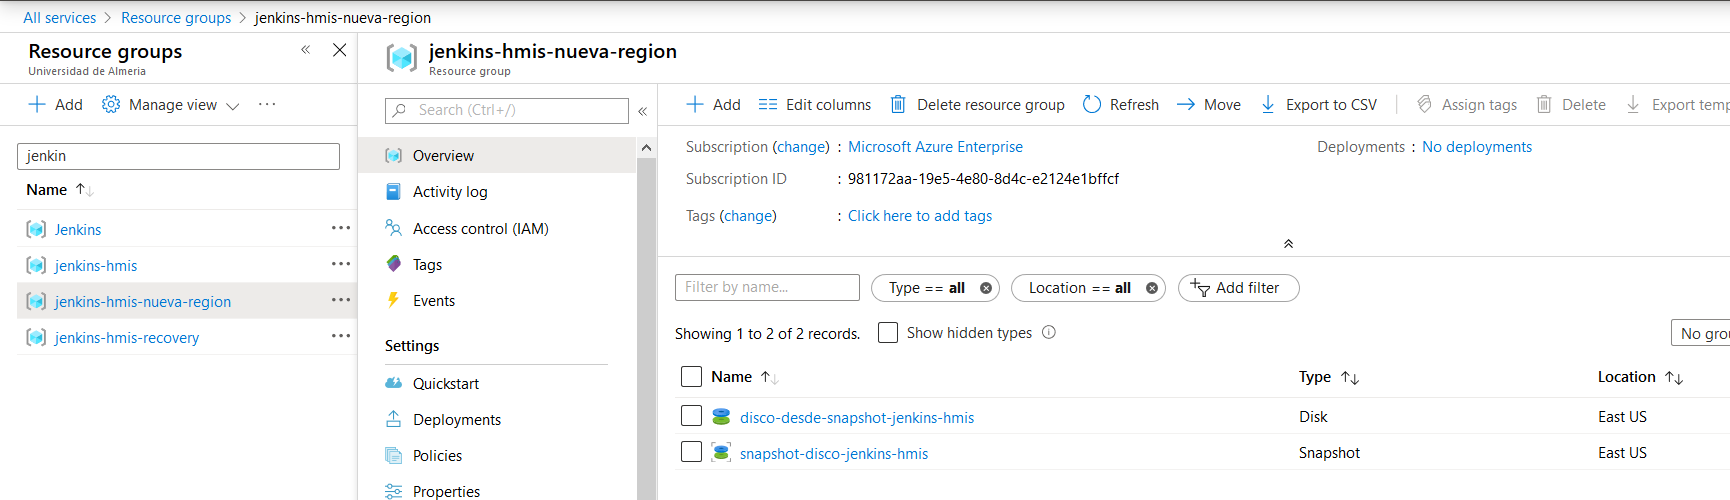 All services > Resource groups > jenkins-hmis-nueva-region
Resource groups
Universidad de Almeria
Add Manage view ...
jenkin
Name
Jenkins
jenkins-hmis
jenkins-hmis-nueva-region
jenkins-hmis-recovery
jenkins-hmis-nueva-region
Resource group
Search (Ctrl+/)
Overview
Activity log
Access control (IAM)
Tags
Events
Settings
Quickstart
Deployments
Policies
Properties
Add Edit columns Delete resource group Refresh Move Export to CSV Assign tags Delete Export temp
Subscription (change) : Microsoft Azure Enterprise Deployments : No deployments
Subscription ID : 981172aa-19e5-4e80-8d4c-e2124e1bffcf
Tags (change) : Click here to add tags
Filter by name... Type == all Location == all Add filter
Showing 1 to 2 of 2 records. Show hidden types No grou
Name Type Location
disco-desde-snapshot-jenkins-hmis Disk East US
snapshot-disco-jenkins-hmis Snapshot East US